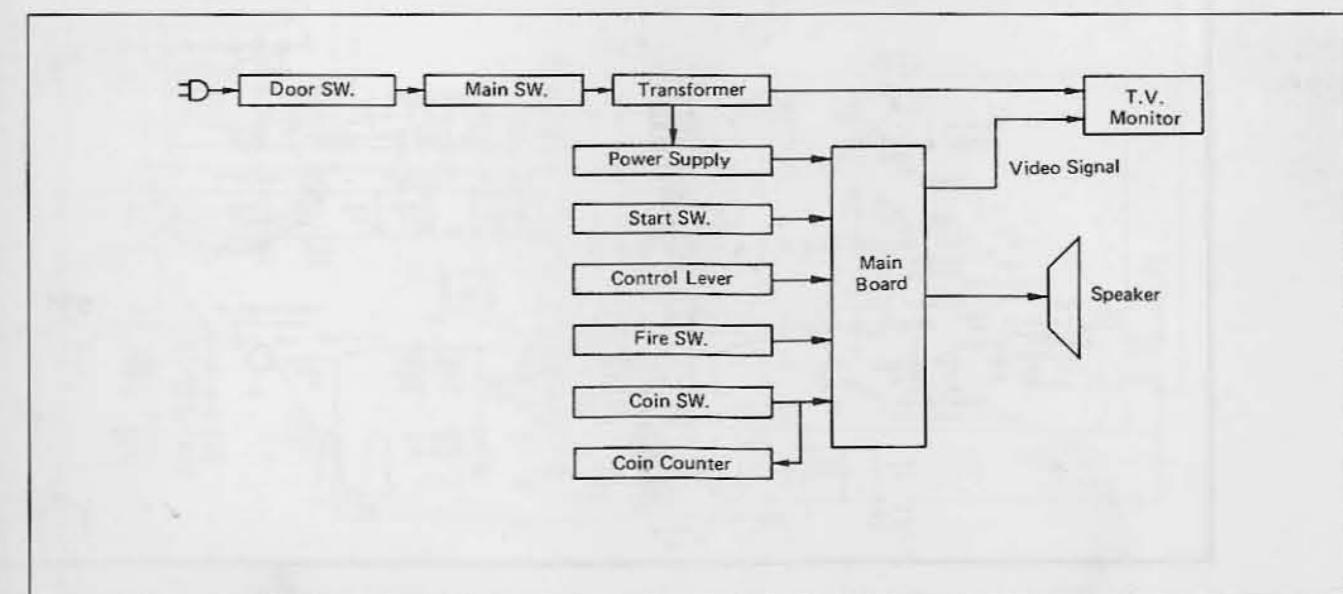 Door SW.
Main SW.
Transformer
T.V.
Monitor
Power Supply
Video Signal
Start SW.
Main
Board
Control Lever
Speaker
Fire SW.
Coin SW.
Coin Counter